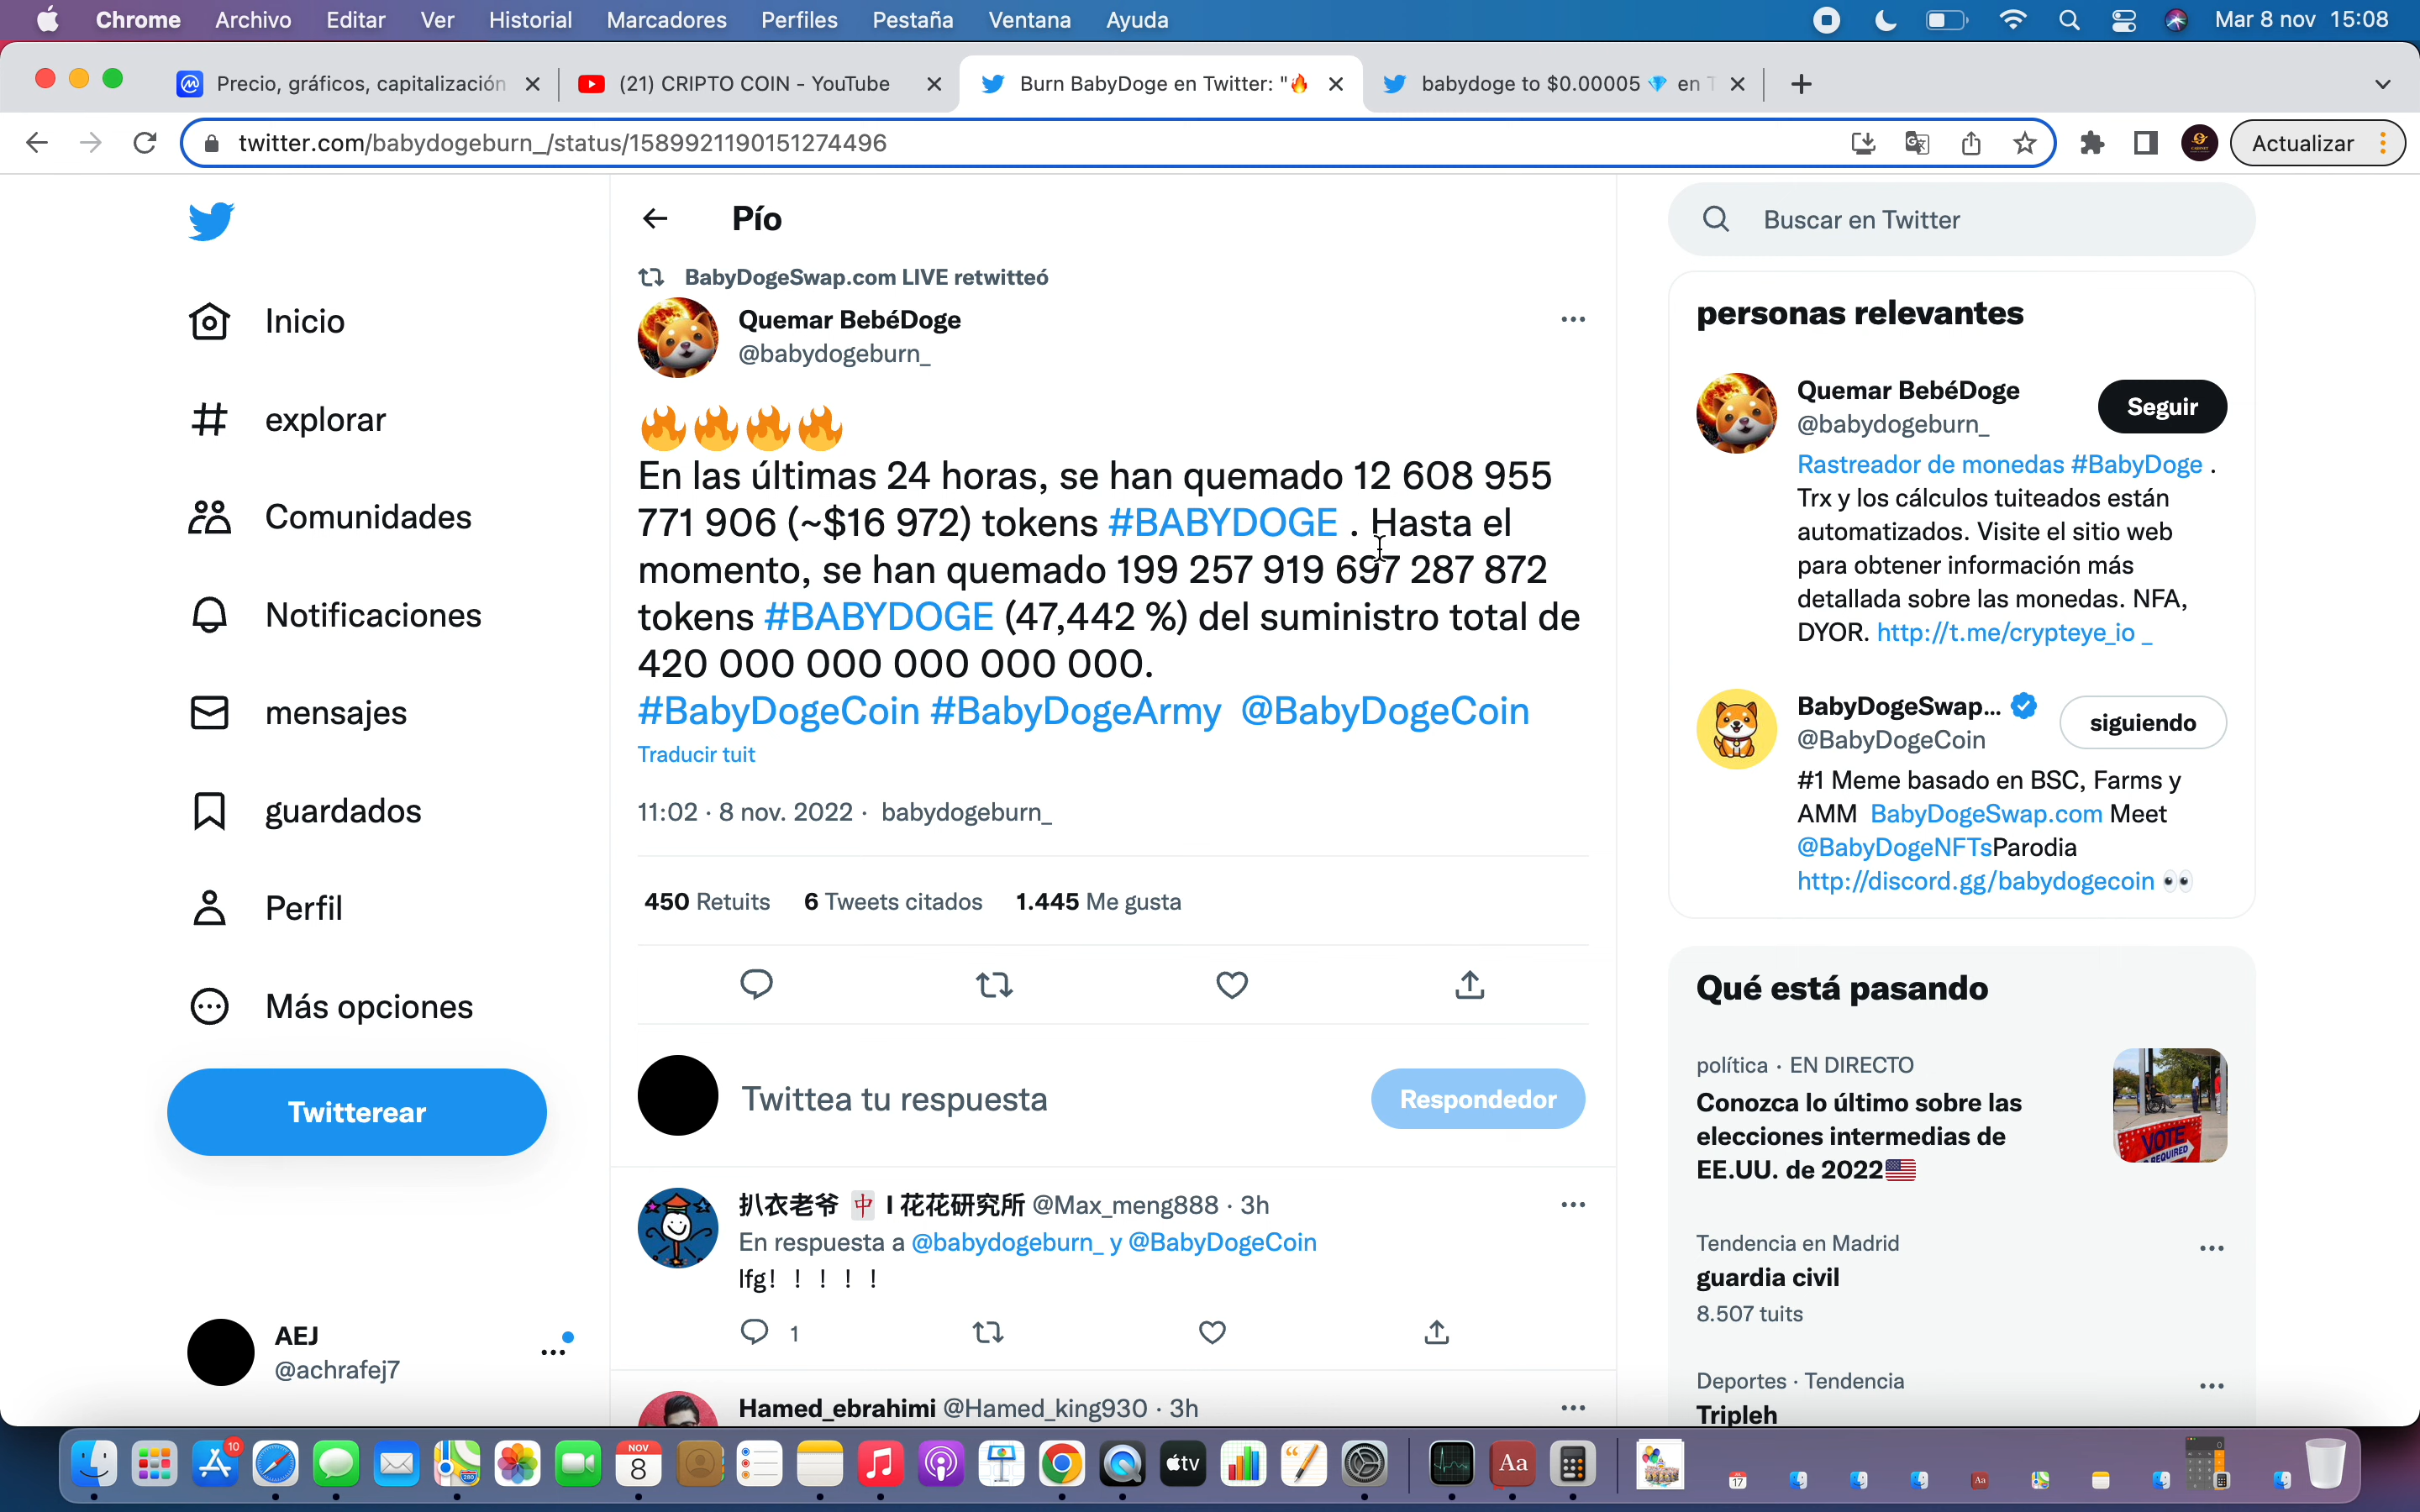 Chrome Archivo Editar Ver Historial Marcadores Perfiles Pestaña Ventana Ayuda Mar 8 nov 15:08
Precio, gráficos, capitalización (21) CRIPTO COIN - YouTube Burn BabyDoge en Twitter: "🔥 babydoge to $0.00005 💎 en T
twitter.com/babydogeburn_/status/1589921190151274496 Actualizar
Pío
Buscar en Twitter
BabyDogeSwap.com LIVE retwitteó
Quemar BebéDoge
@babydogeburn_
🔥🔥🔥🔥
En las últimas 24 horas, se han quemado 12 608 955
771 906 (~$16 972) tokens #BABYDOGE . Hasta el
momento, se han quemado 199 257 919 697 287 872
tokens #BABYDOGE (47,442 %) del suministro total de
420 000 000 000 000 000.
#BabyDogeCoin #BabyDogeArmy @BabyDogeCoin
Traducir tuit
11:02 · 8 nov. 2022 · babydogeburn_
450 Retuits 6 Tweets citados 1.445 Me gusta
Twittea tu respuesta
Respondedor
扒衣老爷 🀄 I 花花研究所 @Max_meng888 · 3h
En respuesta a @babydogeburn_ y @BabyDogeCoin
lfg！！！！！
1
Hamed_ebrahimi @Hamed_king930 · 3h
Inicio
explorar
Comunidades
Notificaciones
mensajes
guardados
Perfil
Más opciones
Twitterear
AEJ
@achrafej7
personas relevantes
Quemar BebéDoge
@babydogeburn_
Seguir
Rastreador de monedas #BabyDoge .
Trx y los cálculos tuiteados están
automatizados. Visite el sitio web
para obtener información más
detallada sobre las monedas. NFA,
DYOR. http://t.me/crypteye_io _
BabyDogeSwap...
@BabyDogeCoin
siguiendo
#1 Meme basado en BSC, Farms y
AMM BabyDogeSwap.com Meet
@BabyDogeNFTsParodia
http://discord.gg/babydogecoin 👀
Qué está pasando
política · EN DIRECTO
Conozca lo último sobre las
elecciones intermedias de
EE.UU. de 2022🇺🇸
VOTE
REQUIRED
Tendencia en Madrid
guardia civil
8.507 tuits
Deportes · Tendencia
Tripleh
10
280
NOV
8
tv
Aa
17
Aa